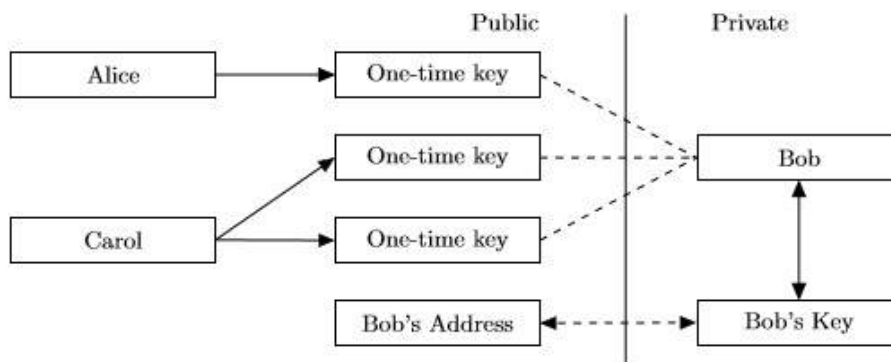 Public Private
Alice One-time key
One-time key Bob
Carol One-time key
Bob's Address Bob's Key